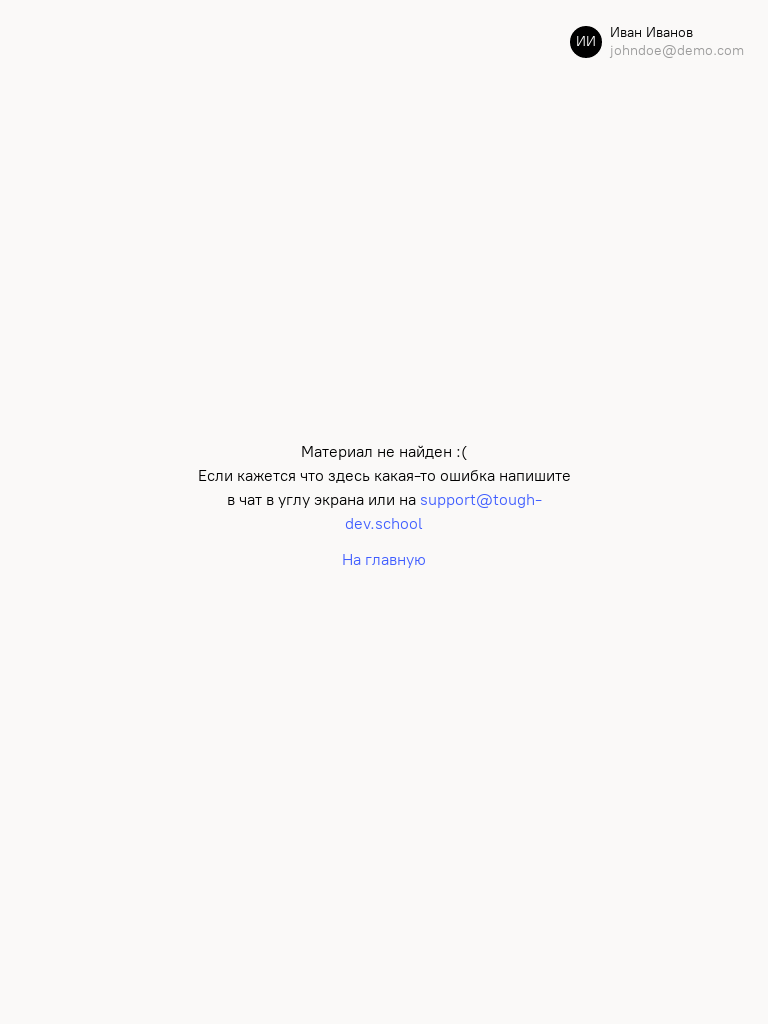 ИИ
Иван Иванов
johndoe@demo.com
Материал не найден :(
Если кажется что здесь какая-то ошибка напишите
в чат в углу экрана или на support@tough-
dev.school
На главную